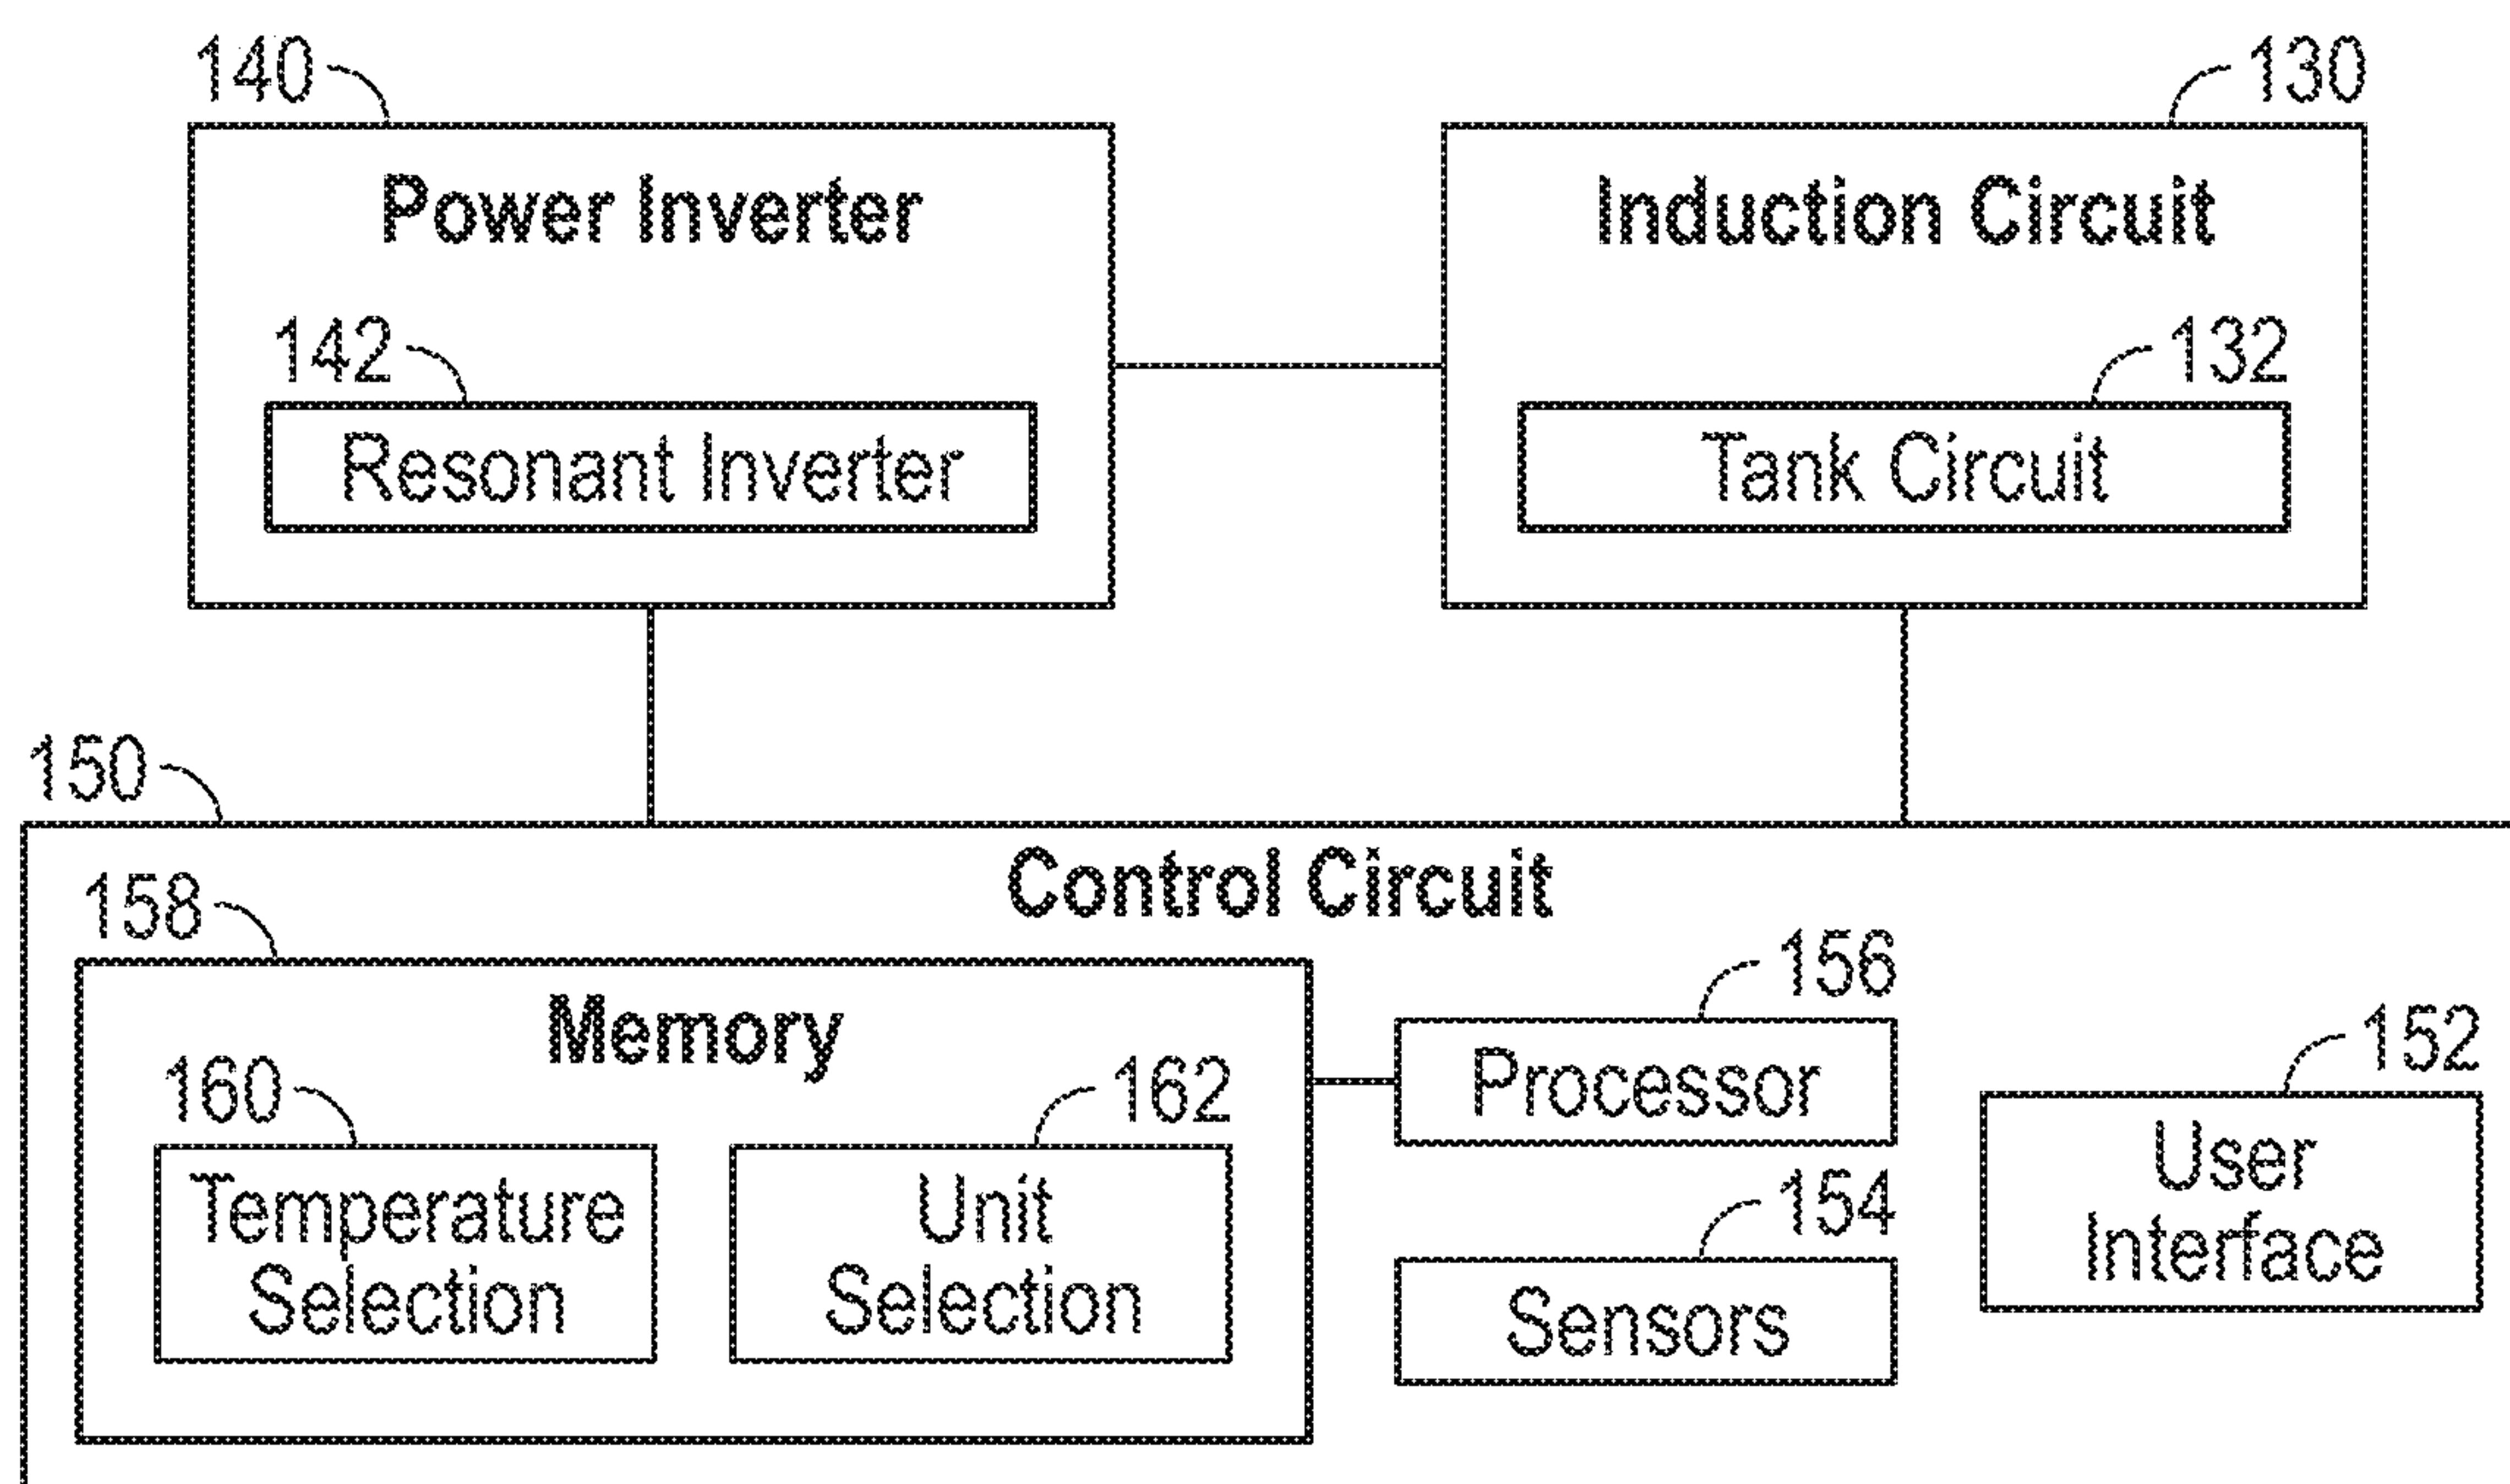 140
130
Power Inverter
Induction Circuit
142
132
Resonant Inverter
Tank Circuit
150
Control Circuit
158
Memory
156
Processor
152
160
162
Temperature
Selection
Unit
Selection
154
Sensors
User
Interface